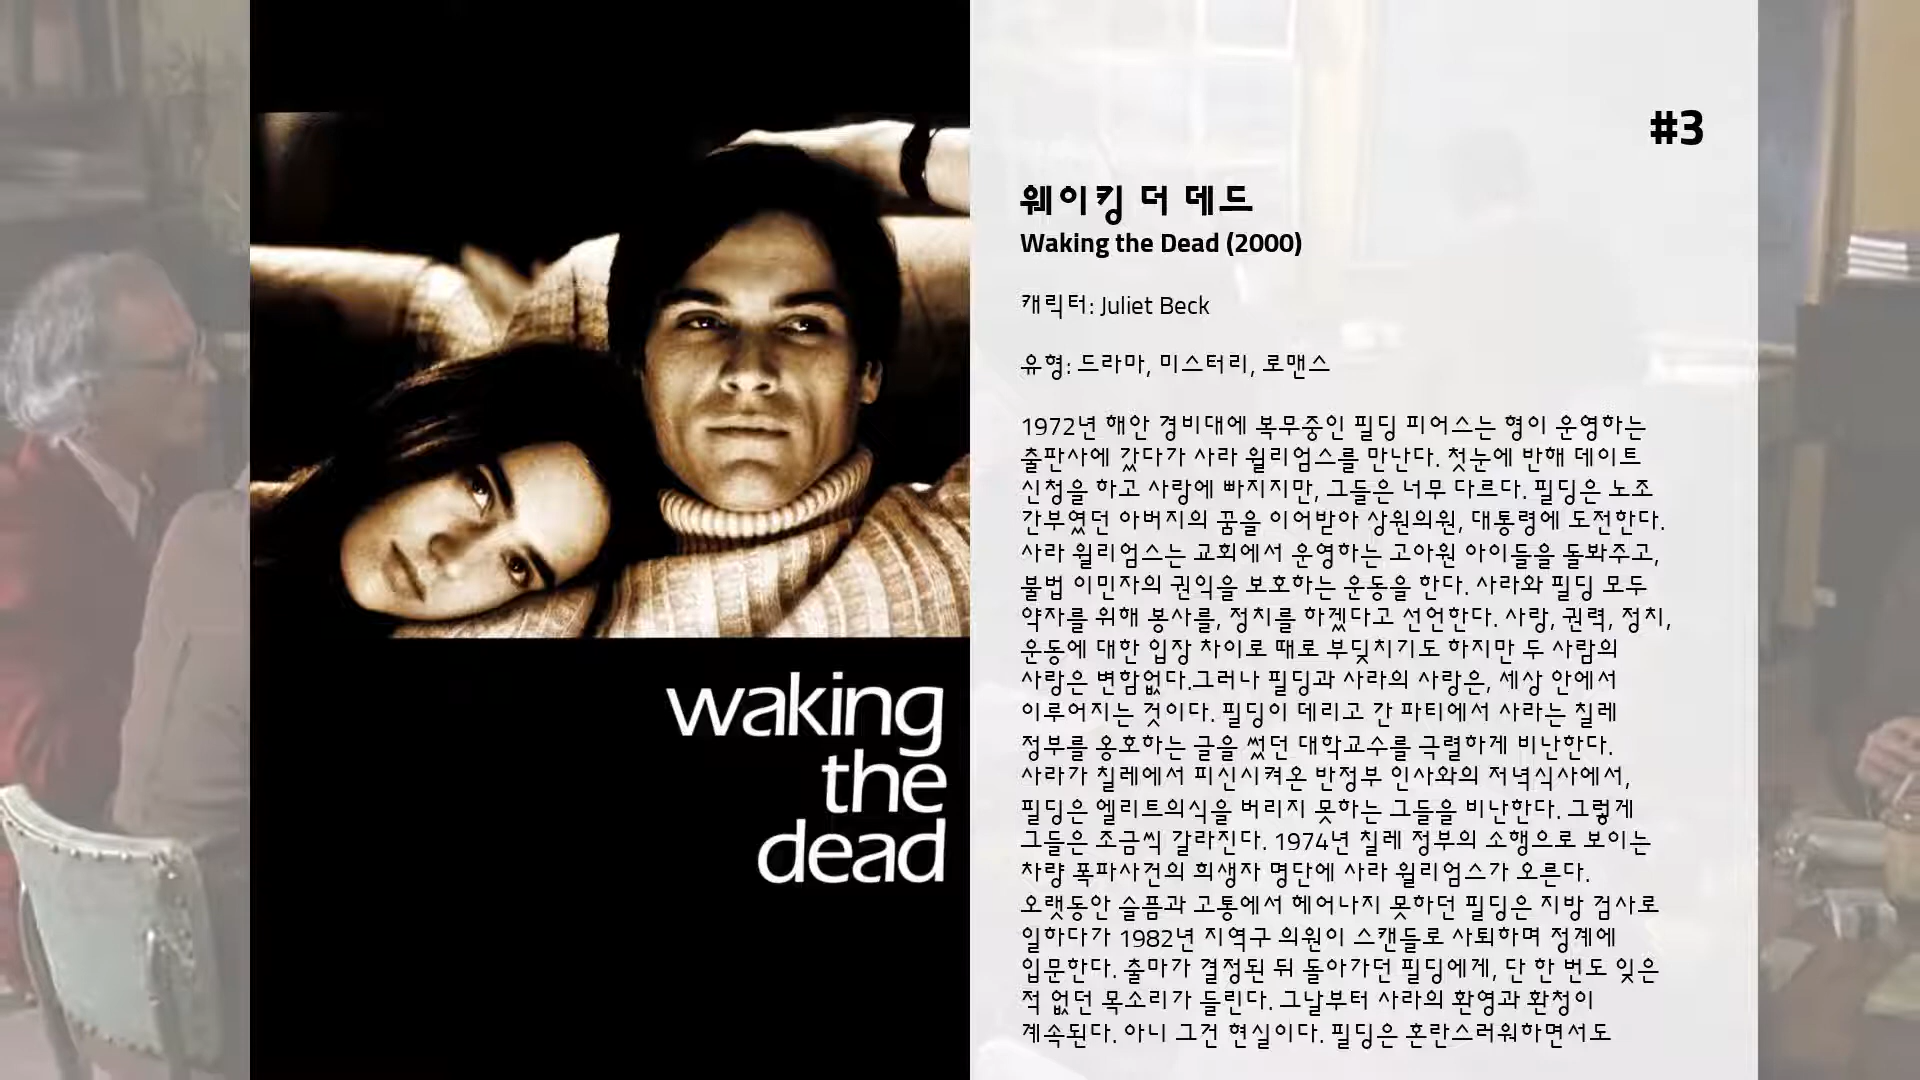 waking
the
dead
#3
웨이킹 더 데드
Waking the Dead (2000)
캐릭터: Juliet Beck
유형: 드라마, 미스터리, 로맨스
1972년 해안 경비대에 복무중인 필딩 피어스는 형이 운영하는
출판사에 갔다가 사라 윌리엄스를 만난다. 첫눈에 반해 데이트
신청을 하고 사랑에 빠지지만, 그들은 너무 다르다. 필딩은 노조
간부였던 아버지의 꿈을 이어받아 상원의원, 대통령에 도전한다.
사라 윌리엄스는 교회에서 운영하는 고아원 아이들을 돌봐주고,
불법 이민자의 권익을 보호하는 운동을 한다. 사라와 필딩 모두
약자를 위해 봉사를, 정치를 하겠다고 선언한다. 사랑, 권력, 정치,
운동에 대한 입장 차이로 때로 부딪치기도 하지만 두 사람의
사랑은 변함없다.그러나 필딩과 사라의 사랑은, 세상 안에서
이루어지는 것이다. 필딩이 데리고 간 파티에서 사라는 칠레
정부를 옹호하는 글을 썼던 대학교수를 극렬하게 비난한다.
사라가 칠레에서 피신시켜온 반정부 인사와의 저녁식사에서,
필딩은 엘리트의식을 버리지 못하는 그들을 비난한다. 그렇게
그들은 조금씩 갈라진다. 1974년 칠레 정부의 소행으로 보이는
차량 폭파사건의 희생자 명단에 사라 윌리엄스가 오른다.
오랫동안 슬픔과 고통에서 헤어나지 못하던 필딩은 지방 검사로
일하다가 1982년 지역구 의원이 스캔들로 사퇴하며 정계에
입문한다. 출마가 결정된 뒤 돌아가던 필딩에게, 단 한 번도 잊은
적 없던 목소리가 들린다. 그날부터 사라의 환영과 환청이
계속된다. 아니 그건 현실이다. 필딩은 혼란스러워하면서도